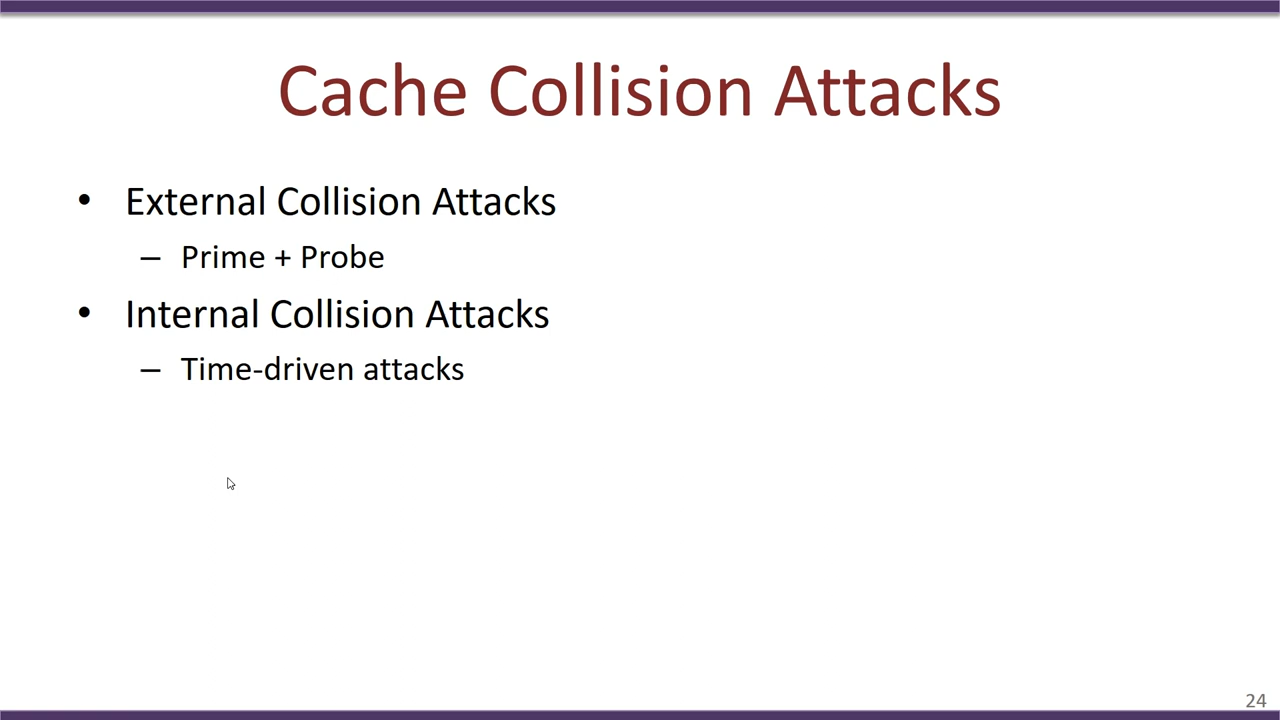 Cache Collision Attacks
• External Collision Attacks
– Prime + Probe
• Internal Collision Attacks
– Time-driven attacks
24